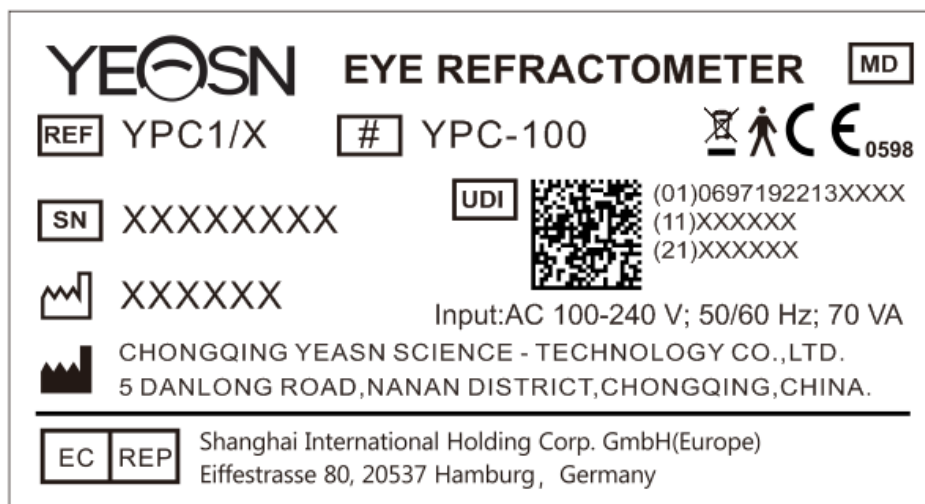 YEOSN EYE REFRACTOMETER MD
REF YPC1/X # YPC-100 CE 0598
SN XXXXXXXX UDI (01)0697192213XXXX
(11)XXXXXX
(21)XXXXXX
XXXXXX
Input:AC 100-240 V; 50/60 Hz; 70 VA
CHONGQING YEASN SCIENCE - TECHNOLOGY CO.,LTD.
5 DANLONG ROAD,NANAN DISTRICT,CHONGQING,CHINA.
EC REP Shanghai International Holding Corp. GmbH(Europe)
Eiffestrasse 80, 20537 Hamburg, Germany